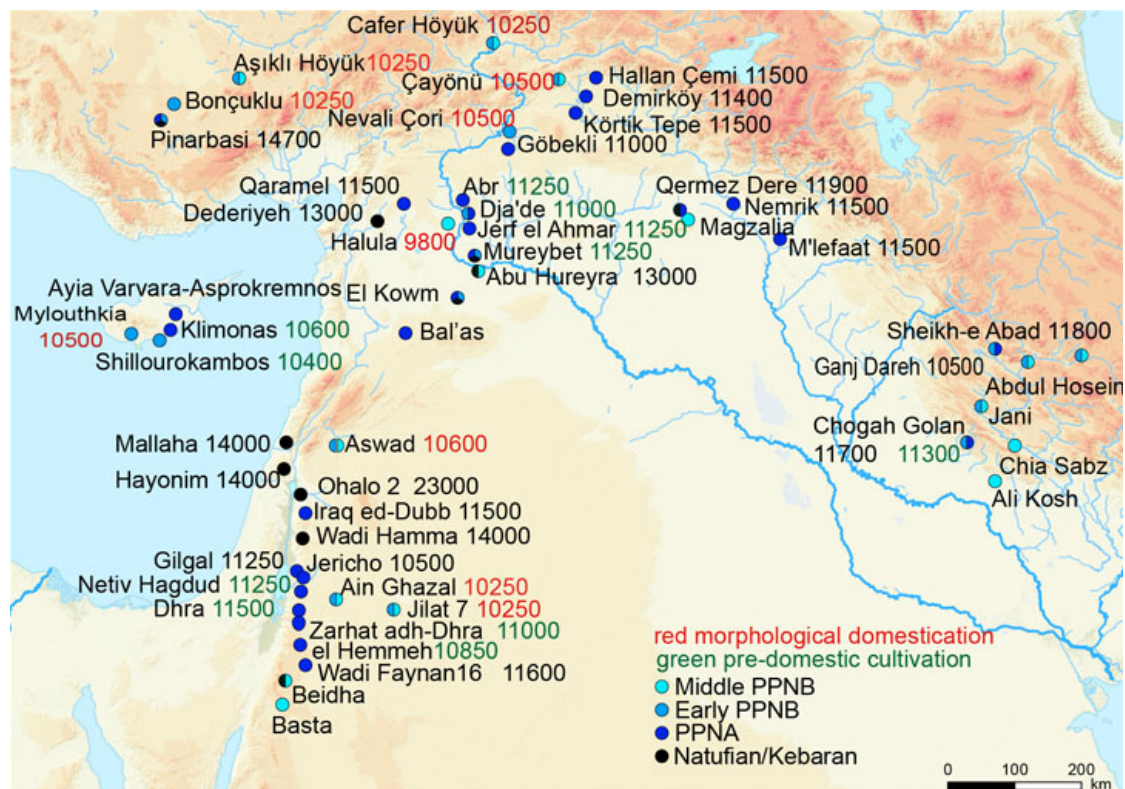 Cafer Höyük 10250
Aşıklı Höyük 10250
Çayönü 10500
Hallan Çemi 11500
Bonçuklu 10250
Demirköy 11400
Nevali Çori 10500
Körtik Tepe 11500
Pinarbasi 14700
Göbekli 11000
Qaramel 11500
Abr 11250
Qermez Dere 11900
Dederiyeh 13000
Dja'de 11000
Nemrik 11500
Jerf el Ahmar 11250
Magzalia
Halula 9800
Mureybet 11250
M'lefaat 11500
Abu Hureyra 13000
Ayia Varvara-Asprokremnos
El Kowm
Mylouthkia
10500
Klimonas 10600
Bal'as
Shillourokambos 10400
Sheikh-e Abad 11800
Ganj Dareh 10500
Abdul Hosein
Jani
Chogah Golan
11700 11300
Mallaha 14000
Aswad 10600
Chia Sabz
Hayonim 14000
Ohalo 2 23000
Ali Kosh
Iraq ed-Dubb 11500
Wadi Hamma 14000
Gilgal 11250
Jericho 10500
Netiv Hagdud 11250
Ain Ghazal 10250
Dhra 11500
Jilat 7 10250
Zarhat adh-Dhra 11000
el Hemmeh 10850
Wadi Faynan16 11600
Beidha
Basta
red morphological domestication
green pre-domestic cultivation
Middle PPNB
Early PPNB
PPNA
Natufian/Kebaran
0 100 200
km